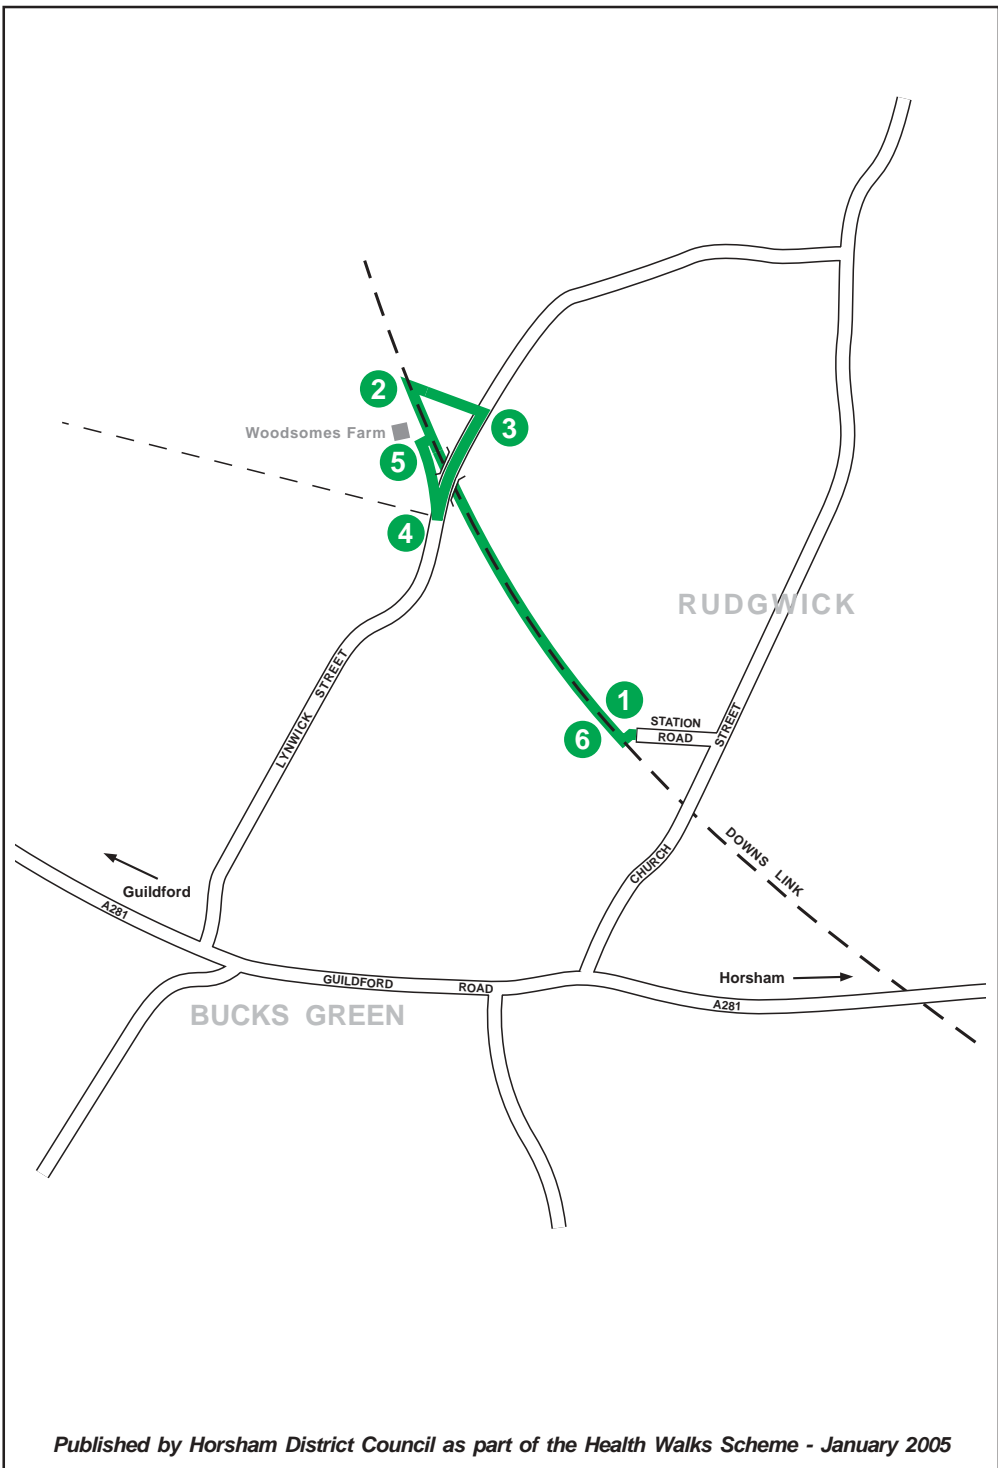 2
Woodsomes Farm
3
5
4
RUDGWICK
LYNWICK STREET
1
6
STATION
ROAD
CHURCH STREET
DOWNS LINK
Guildford
A281
GUILDFORD ROAD
Horsham
A281
BUCKS GREEN
Published by Horsham District Council as part of the Health Walks Scheme - January 2005